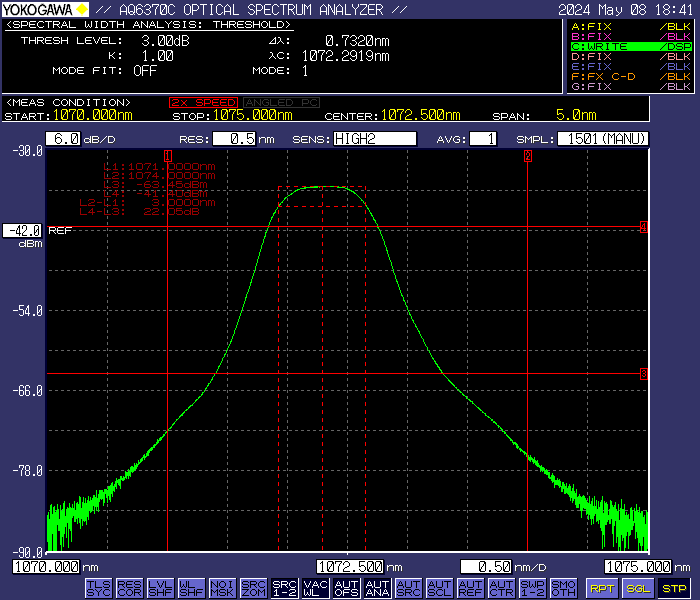 YOKOGAWA // AQ6370C OPTICAL SPECTRUM ANALYZER // 2024 May 08 18:41
<SPECTRAL WIDTH ANALYSIS: THRESHOLD>
THRESH LEVEL: 3.00dB Δλ: 0.7320nm
K: 1.00 λC: 1072.2919nm
MODE FIT: OFF MODE: 1
A:FIX /BLK
B:FIX /BLK
C:WRITE /DSP
D:FIX /BLK
E:FIX /BLK
F:FX C-D /BLK
G:FIX /BLK
<MEAS CONDITION> 2X SPEED ANGLED PC
START: 1070.000nm STOP: 1075.000nm CENTER: 1072.500nm SPAN: 5.0nm
6.0 dB/D RES: 0.5 nm SENS: HIGH2 AVG: 1 SMPL: 1501(MANU)
-30.0
1 2
L1: 1071.0000nm
L2: 1074.0000nm
L3: -63.45dBm
L4: -41.40dBm
L2-L1: 3.0000nm
L4-L3: 22.05dB
4
-42.0 REF
dBm
-54.0
3
-66.0
-78.0
-90.0
1070.000 nm 1072.500 nm 0.50 nm/D 1075.000 nm
TLS SYC RES COR LVL SHF WL SHF NOI MSK SRC ZOM SRC 1-2 VAC WL AUT OFS AUT ANA AUT SRC AUT SCL AUT REF AUT CTR SWP 1-2 SMO OTH RPT SGL STP